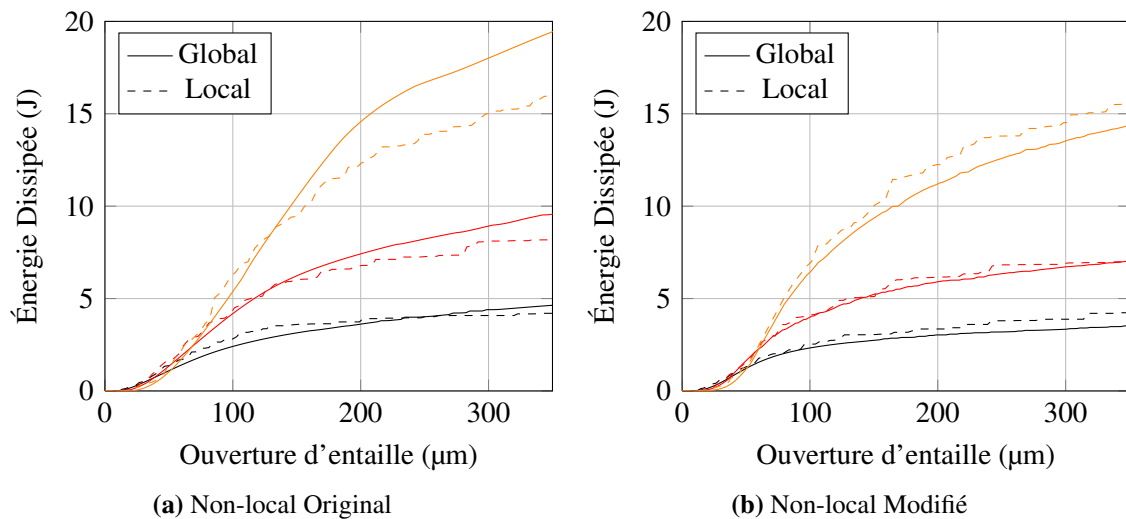 20
15
10
5
0
0 100 200 300
Énergie Dissipée (J)
Ouverture d'entaille (µm)
Global
Local
(a) Non-local Original
20
15
10
5
0
0 100 200 300
Énergie Dissipée (J)
Ouverture d'entaille (µm)
Global
Local
(b) Non-local Modifié